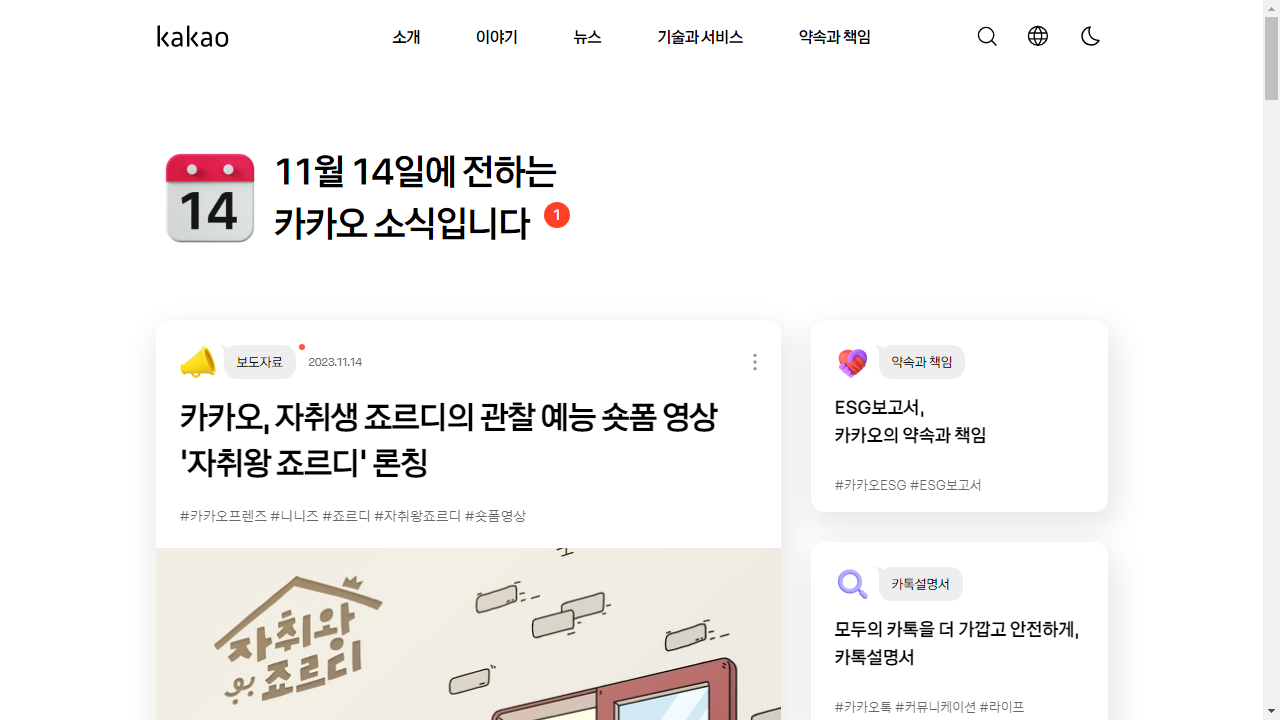 kakao
소개 이야기 뉴스 기술과 서비스 약속과 책임
14
11월 14일에 전하는
카카오 소식입니다 1
보도자료 2023.11.14
카카오, 자취생 죠르디의 관찰 예능 숏폼 영상
'자취왕 죠르디' 론칭
#카카오프렌즈 #니니즈 #죠르디 #자취왕죠르디 #숏폼영상
자취왕
죠르디
약속과 책임
ESG보고서,
카카오의 약속과 책임
#카카오ESG #ESG보고서
카톡설명서
모두의 카톡을 더 가깝고 안전하게,
카톡설명서
#카카오톡 #커뮤니케이션 #라이프